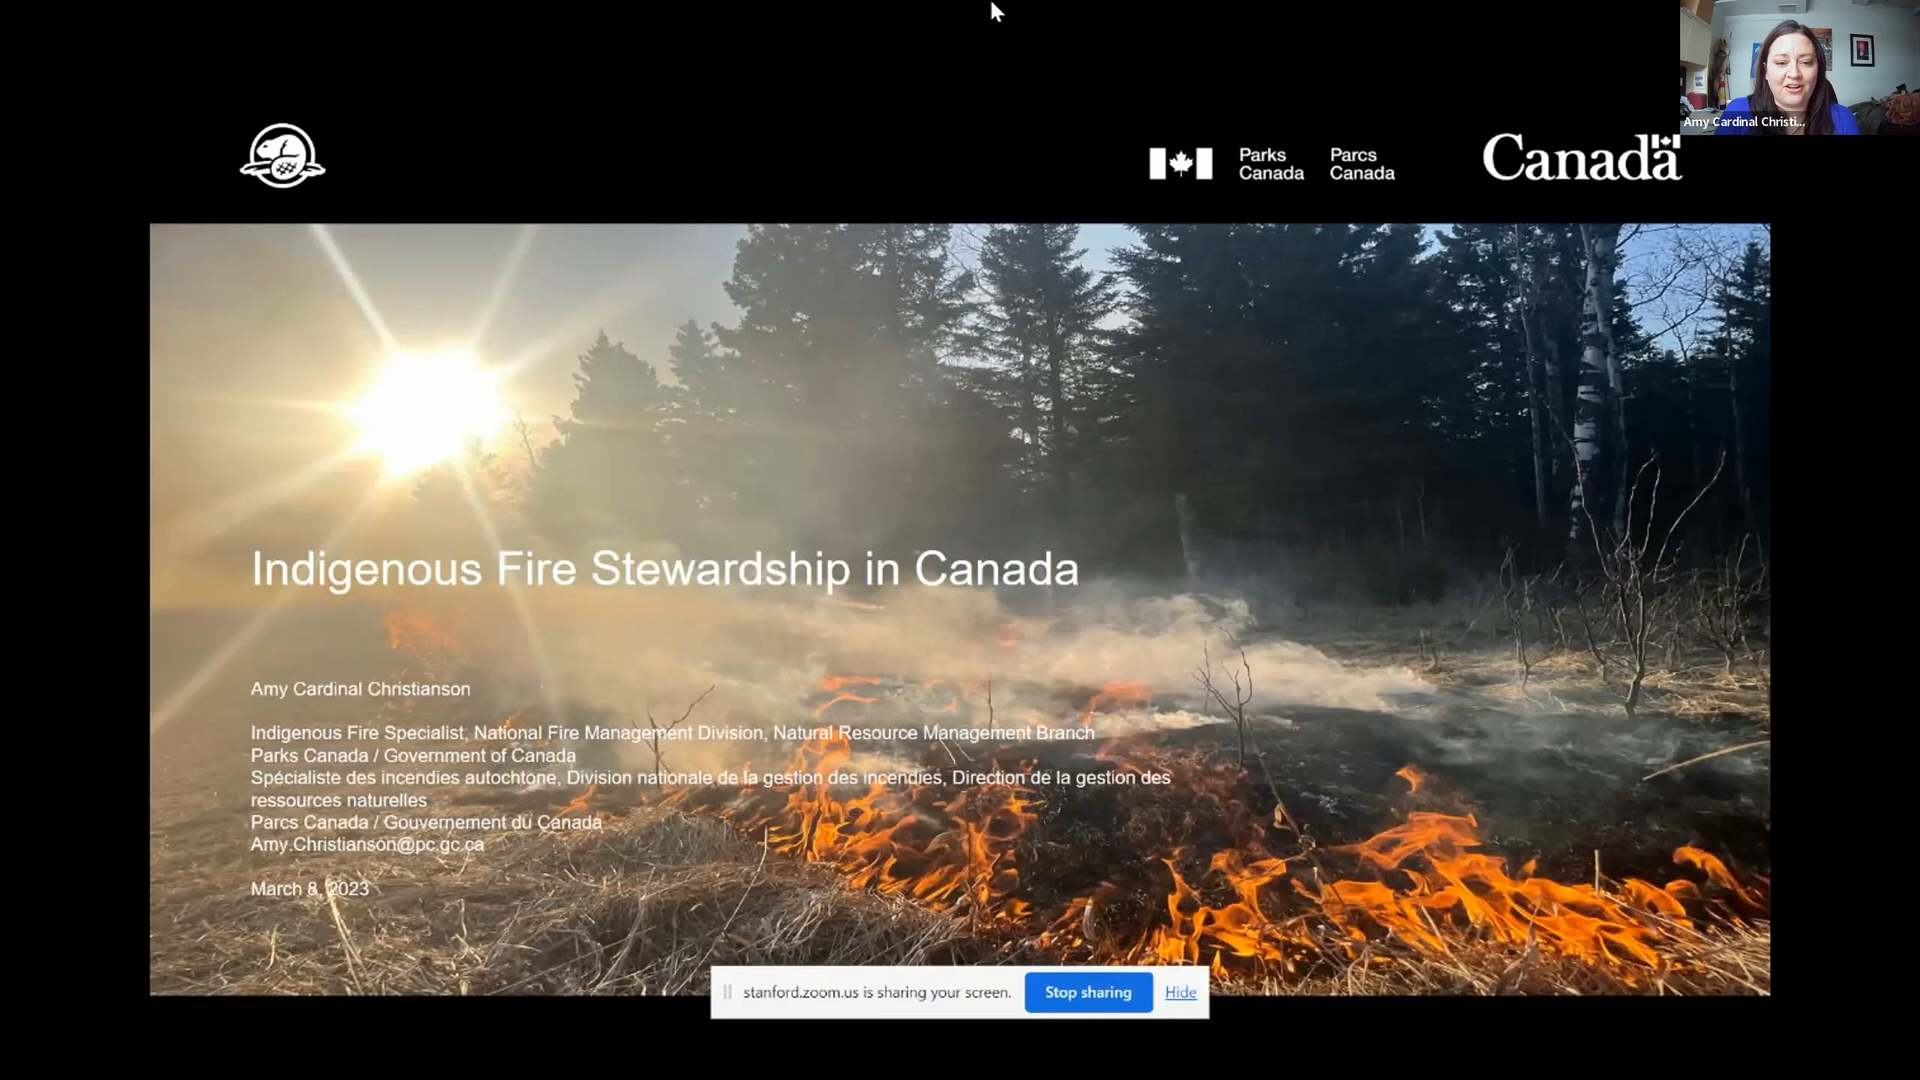 Amy Cardinal Christi...
Parks Canada
Parcs Canada
Canada
Indigenous Fire Stewardship in Canada
Amy Cardinal Christianson
Indigenous Fire Specialist, National Fire Management Division, Natural Resource Management Branch
Parks Canada / Government of Canada
Spécialiste des incendies autochtone, Division nationale de la gestion des incendies, Direction de la gestion des
ressources naturelles
Parcs Canada / Gouvernement du Canada
Amy.Christianson@pc.gc.ca
March 8, 2023
stanford.zoom.us is sharing your screen.
Stop sharing
Hide